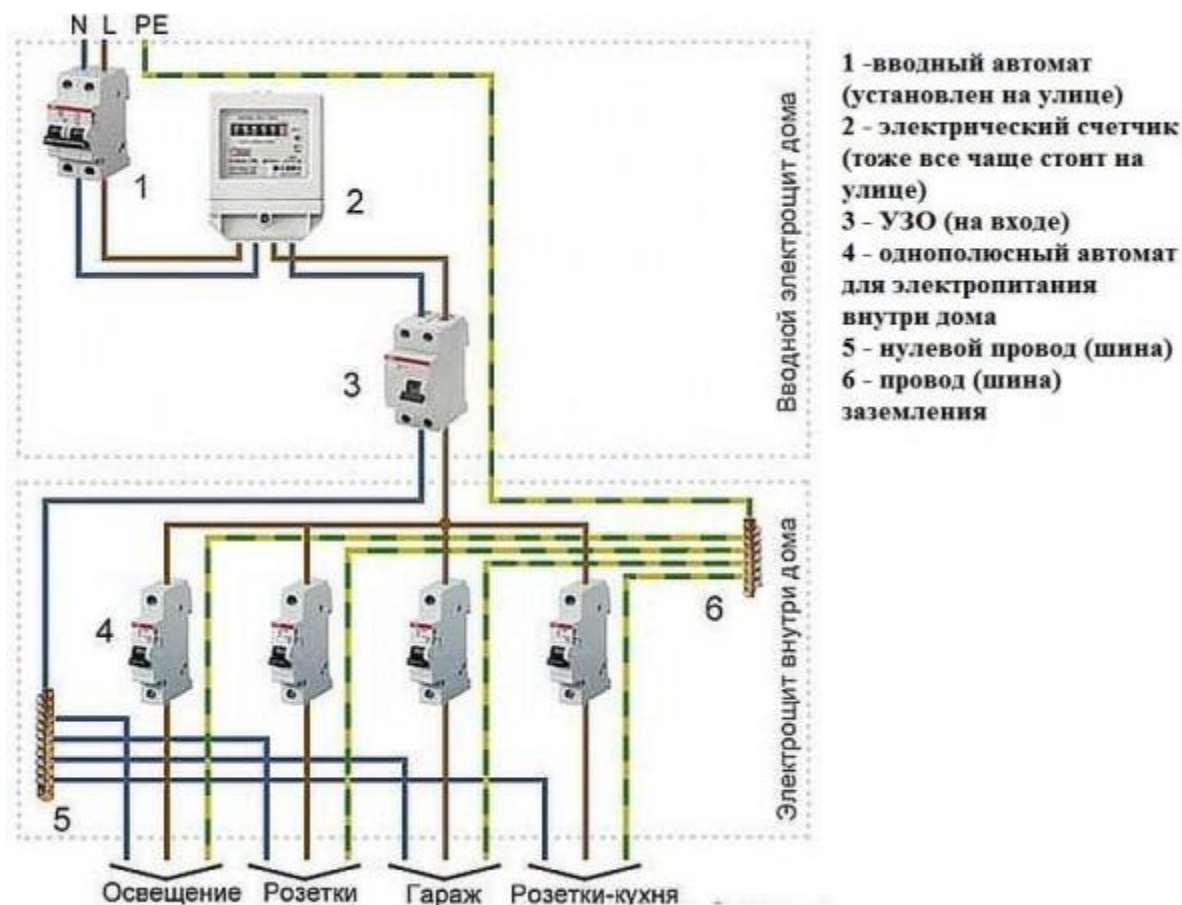 N L PE
1 -вводный автомат
(установлен на улице)
2 - электрический счетчик
(тоже все чаще стоит на
улице)
3 - УЗО (на входе)
4 - однополюсный автомат
для электропитания
внутри дома
5 - нулевой провод (шина)
6 - провод (шина)
заземления
1
2
3
Вводной электрощит дома
4
5
6
Электрощит внутри дома
Освещение Розетки Гараж Розетки-кухня